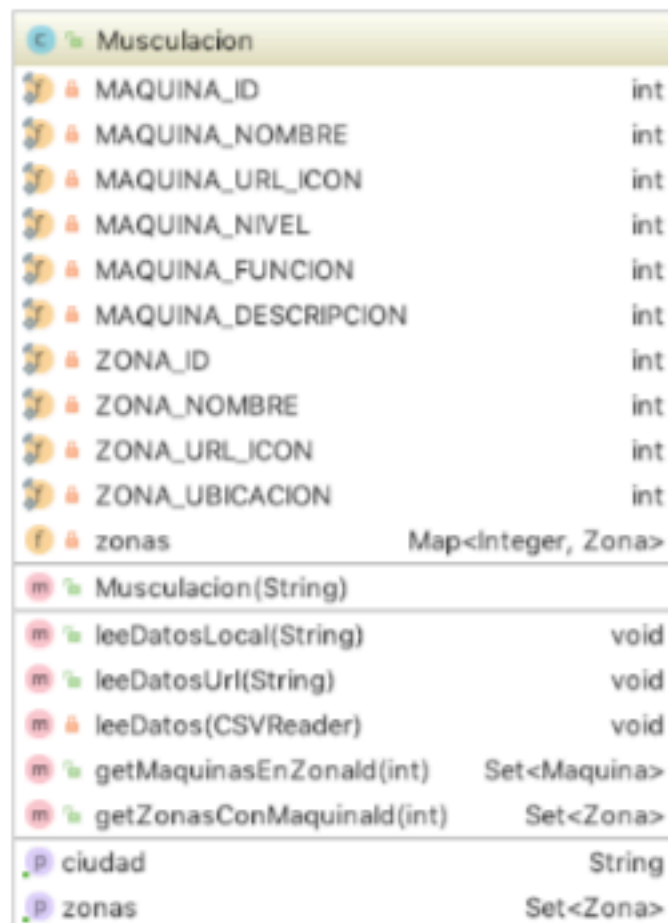 Musculacion
MAQUINA_ID int
MAQUINA_NOMBRE int
MAQUINA_URL_ICON int
MAQUINA_NIVEL int
MAQUINA_FUNCION int
MAQUINA_DESCRIPCION int
ZONA_ID int
ZONA_NOMBRE int
ZONA_URL_ICON int
ZONA_UBICACION int
zonas Map<Integer, Zona>
Musculacion(String)
leeDatosLocal(String) void
leeDatosUrl(String) void
leeDatos(CSVReader) void
getMaquinasEnZonaId(int) Set<Maquina>
getZonasConMaquinaId(int) Set<Zona>
ciudad String
zonas Set<Zona>